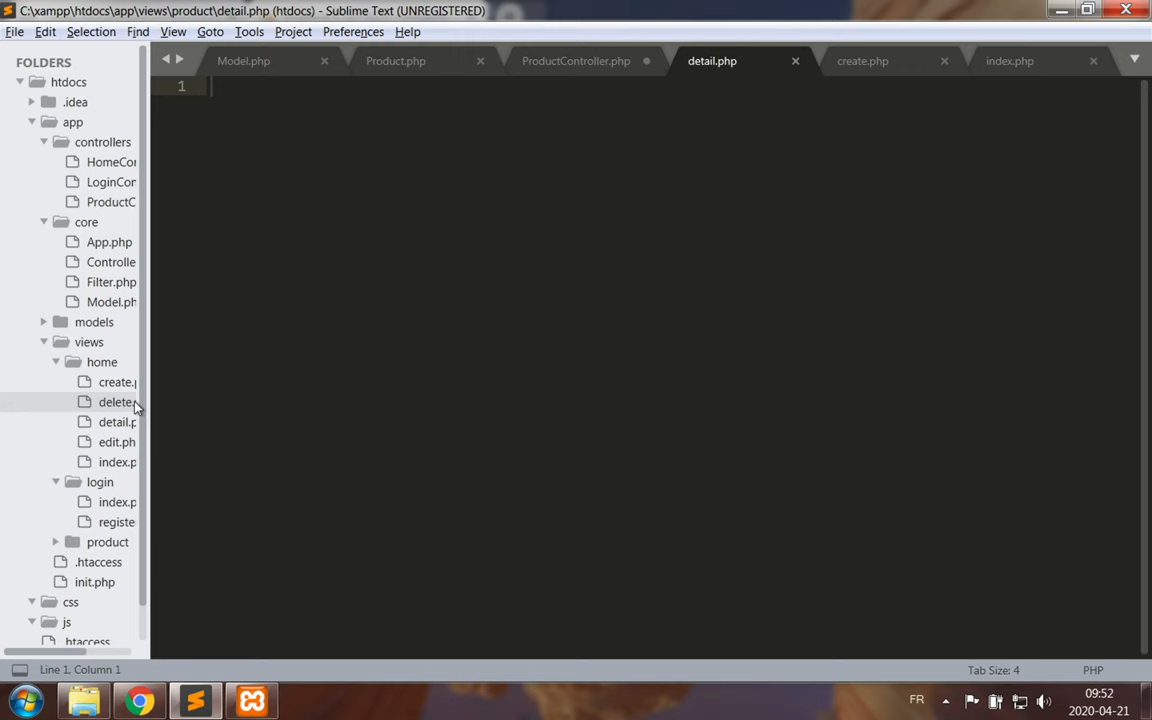 C:\xampp\htdocs\app\views\product\detail.php (htdocs) - Sublime Text (UNREGISTERED)
File Edit Selection Find View Goto Tools Project Preferences Help
FOLDERS
Model.php Product.php ProductController.php detail.php create.php index.php
htdocs
1
.idea
app
controllers
HomeCor
LoginCon
ProductC
core
App.php
Controlle
Filter.php
Model.ph
models
views
home
create.p
delete.
detail.p
edit.ph
index.p
login
index.p
registe
product
.htaccess
init.php
css
js
.htaccess
Line 1, Column 1
Tab Size: 4
PHP
FR
09:52
2020-04-21